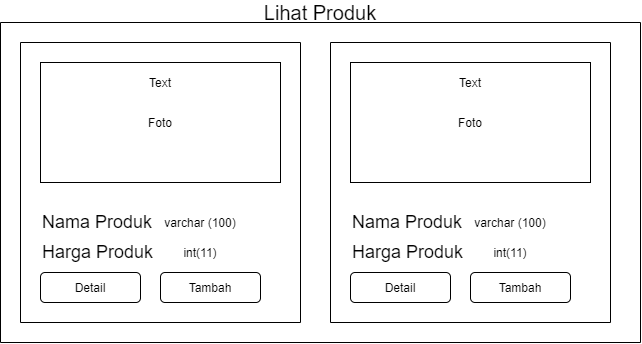 Lihat Produk
Text
Foto
Nama Produk varchar (100)
Harga Produk int(11)
Detail
Tambah
Text
Foto
Nama Produk varchar (100)
Harga Produk int(11)
Detail
Tambah